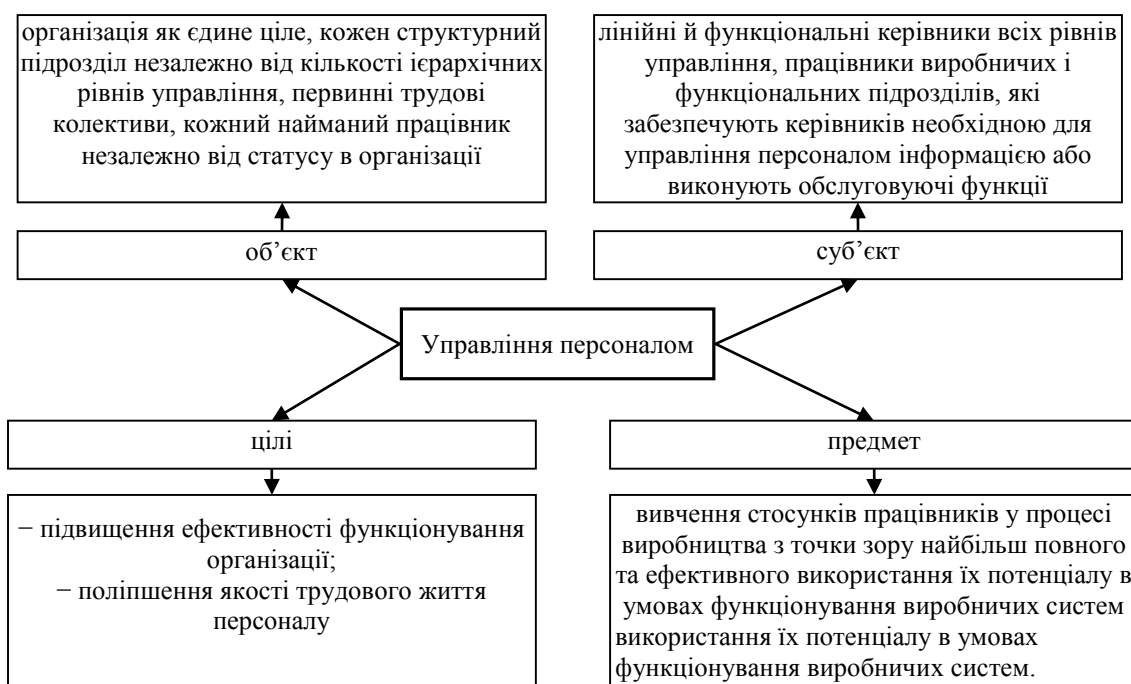 організація як єдине ціле, кожен структурний
підрозділ незалежно від кількості ієрархічних
рівнів управління, первинні трудові
колективи, кожний найманий працівник
незалежно від статусу в організації
лінійні й функціональні керівники всіх рівнів
управління, працівники виробничих і
функціональних підрозділів, які
забезпечують керівників необхідною для
управління персоналом інформацією або
виконують обслуговуючі функції
об’єкт
суб’єкт
Управління персоналом
цілі
предмет
− підвищення ефективності функціонування
організації;
− поліпшення якості трудового життя
персоналу
вивчення стосунків працівників у процесі
виробництва з точки зору найбільш повного
та ефективного використання їх потенціалу в
умовах функціонування виробничих систем
використання їх потенціалу в умовах
функціонування виробничих систем.